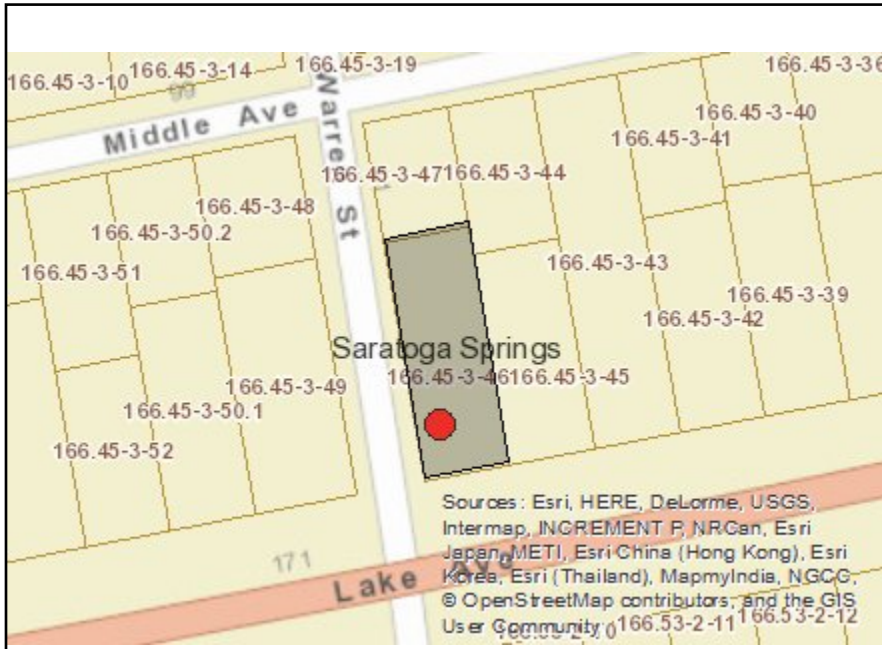 166.45-3-10
166.45-3-14
166.45-3-19
166.45-3-36
99
Middle Ave
Warren St
166.45-3-40
166.45-3-41
166.45-3-47
166.45-3-44
1
166.45-3-48
166.45-3-50.2
166.45-3-51
166.45-3-43
166.45-3-39
166.45-3-42
Saratoga Springs
166.45-3-46
166.45-3-45
166.45-3-49
166.45-3-50.1
166.45-3-52
171
Lake Ave
Sources: Esri, HERE, DeLorme, USGS,
Intermap, INCREMENT P, NRCan, Esri
Japan, METI, Esri China (Hong Kong), Esri
Korea, Esri (Thailand), MapmyIndia, NGCC,
© OpenStreetMap contributors, and the GIS
User Community
166.53-2-11
166.53-2-12